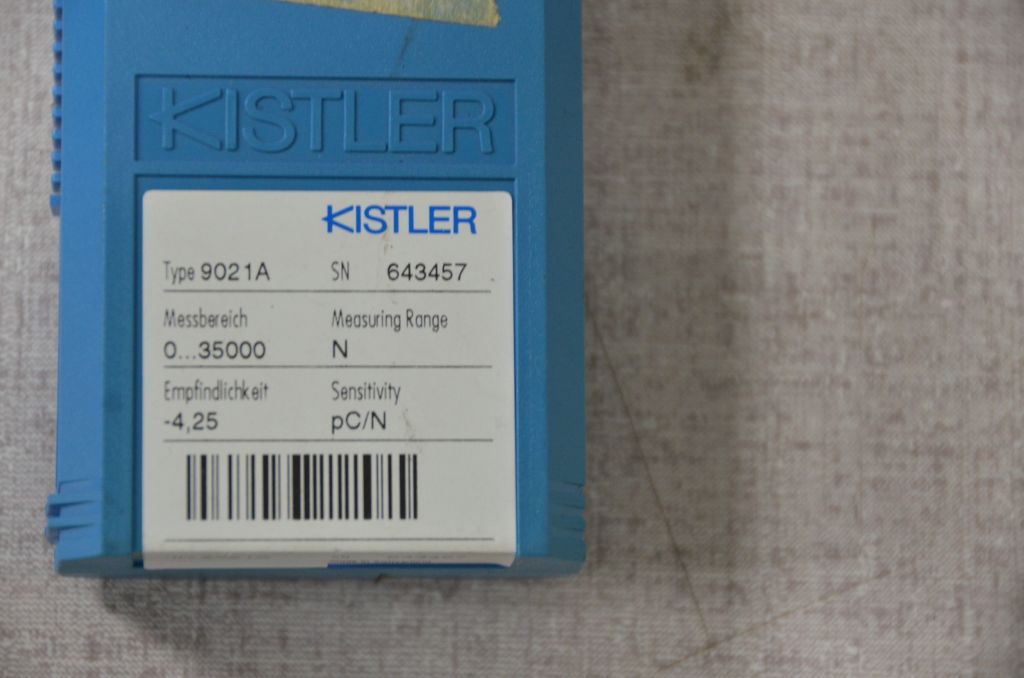 KISTLER
KISTLER
Type 9021A SN 643457
Messbereich Measuring Range
0...35000 N
Empfindlichkeit Sensitivity
-4,25 pC/N